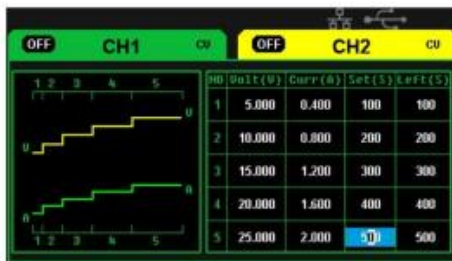 OFF CH1 CV OFF CH2 CV
1 2 3 4 5
NO Volt(V) Curr(A) Set(S) Left(S)
1 5.000 0.400 100 100
2 10.000 0.800 200 200
3 15.000 1.200 300 300
4 20.000 1.600 400 400
5 25.000 2.000 500 500
V V
A A
1 2 3 4 5